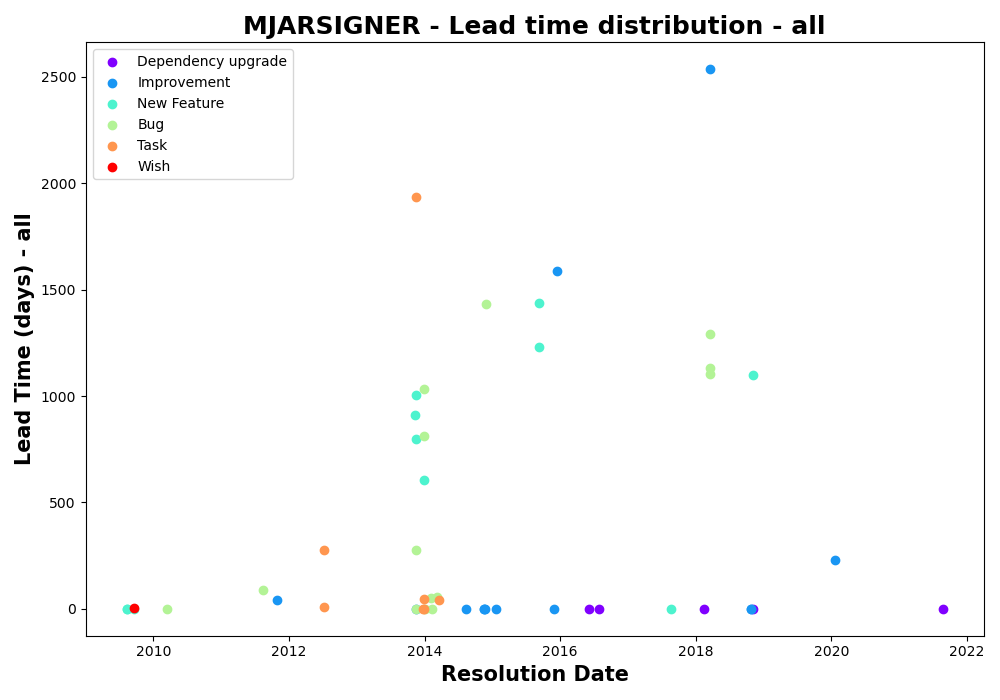 MJARSIGNER - Lead time distribution - all
Dependency upgrade
Improvement
New Feature
Bug
Task
Wish
Lead Time (days) - all
2500
2000
1500
1000
500
0
2010 2012 2014 2016 2018 2020 2022
Resolution Date